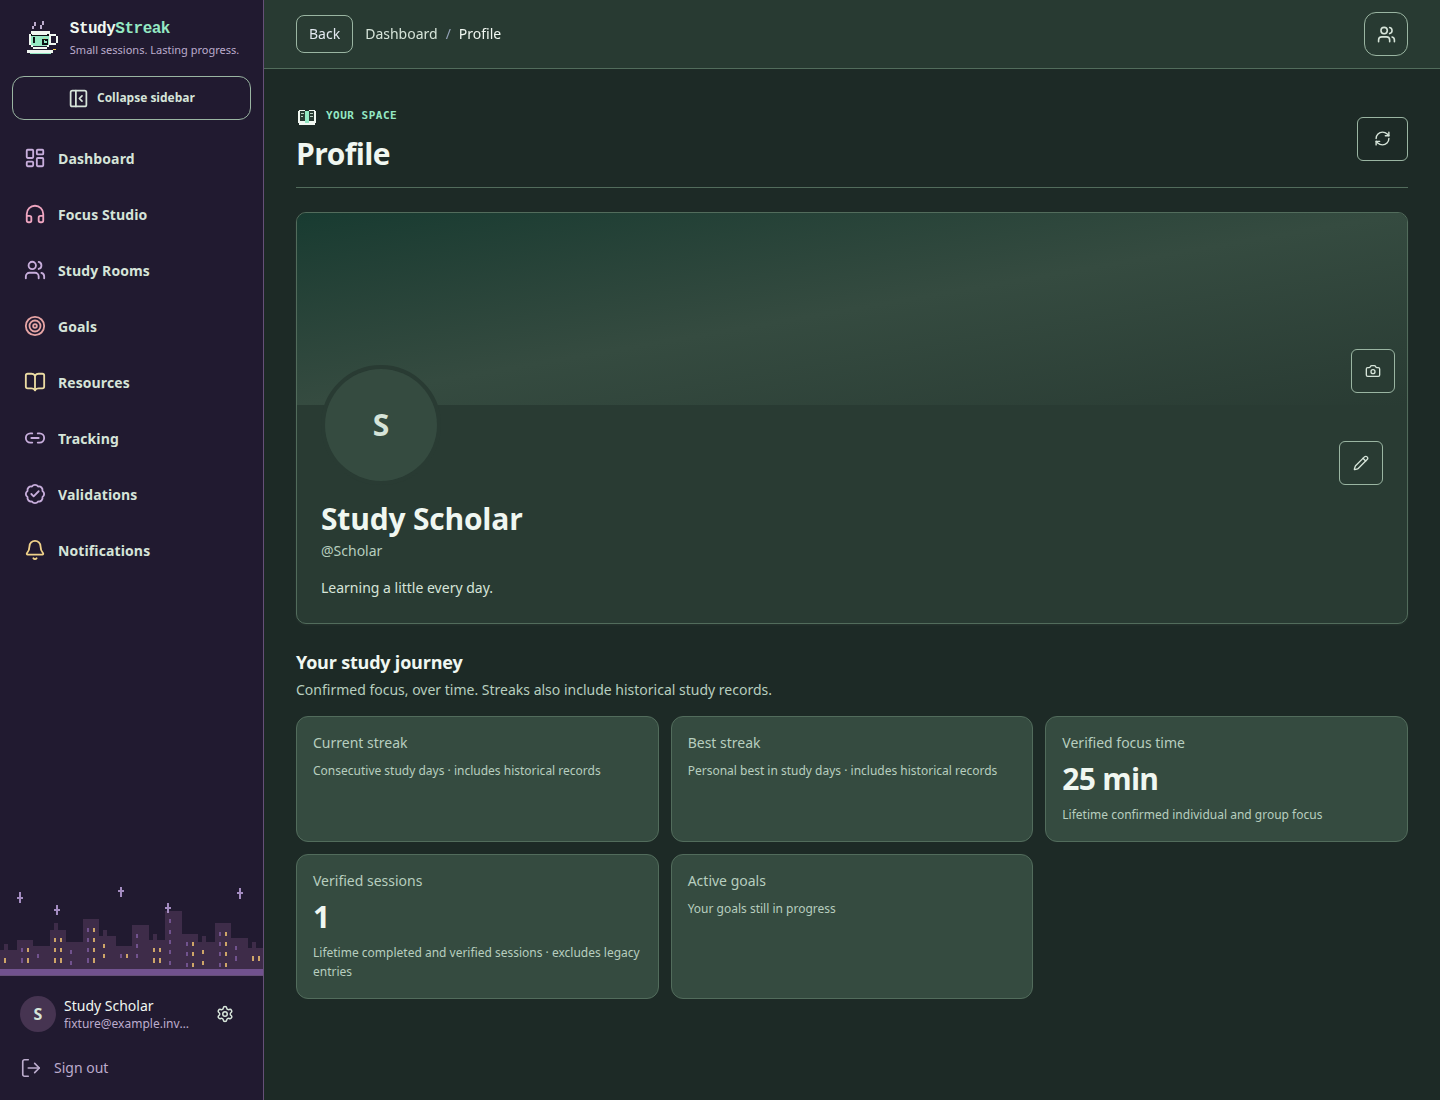 StudyStreak
Small sessions. Lasting progress.
Collapse sidebar
Dashboard
Focus Studio
Study Rooms
Goals
Resources
Tracking
Validations
Notifications
S
Study Scholar
fixture@example.inv...
Sign out
Back
Dashboard / Profile
YOUR SPACE
Profile
S
Study Scholar
@Scholar
Learning a little every day.
Your study journey
Confirmed focus, over time. Streaks also include historical study records.
Current streak
Consecutive study days · includes historical records
Best streak
Personal best in study days · includes historical records
Verified focus time
25 min
Lifetime confirmed individual and group focus
Verified sessions
1
Lifetime completed and verified sessions · excludes legacy
entries
Active goals
Your goals still in progress